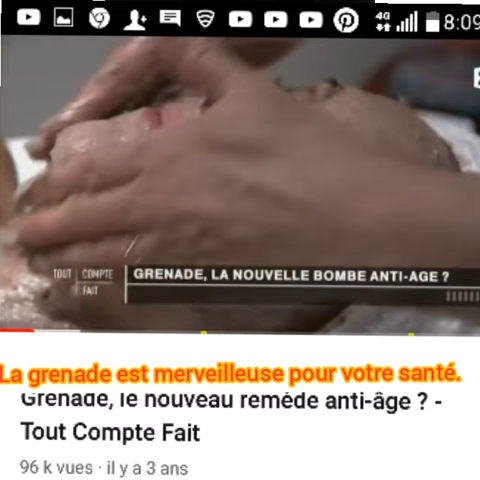 4G 8:09
TOUT | COMPTE
FAIT
GRENADE, LA NOUVELLE BOMBE ANTI-AGE ?
La grenade est merveilleuse pour votre santé.
Grenade, le nouveau remède anti-âge ? -
Tout Compte Fait
96 k vues · il y a 3 ans